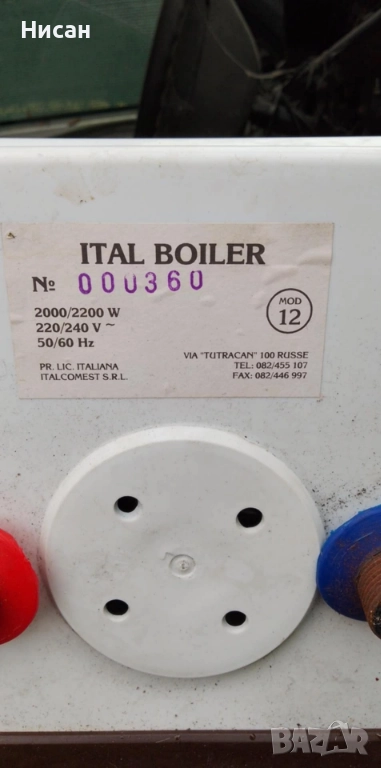 Нисан
ITAL BOILER
№ 000360
2000/2200 W
220/240 V ~
50/60 Hz
MOD
12
PR. LIC. ITALIANA
ITALCOMEST S.R.L.
VIA "TUTRACAN" 100 RUSSE
TEL: 082/455 107
FAX: 082/446 997
BAZAR